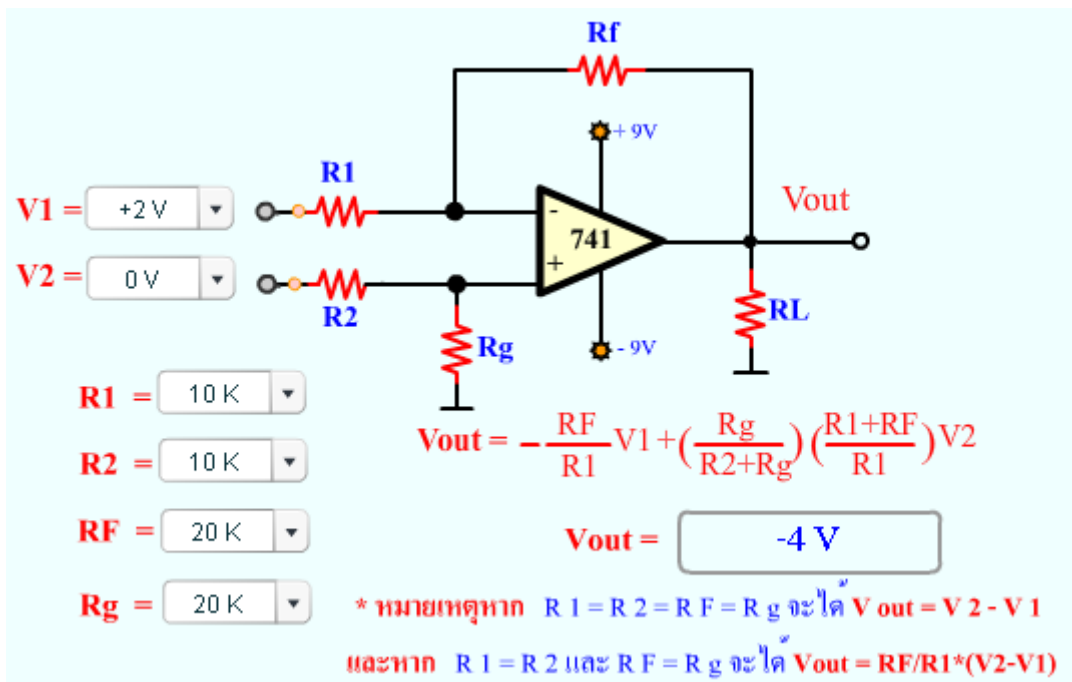 Rf
+ 9V
R1
V1 = +2 V
Vout
-
741
V2 = 0 V
+
R2
Rg
RL
- 9V
R1 = 10 K
Vout = - RF/R1 V1 + (Rg/R2+Rg) (R1+RF/R1) V2
R2 = 10 K
RF = 20 K
Vout = -4 V
Rg = 20 K
* หมายเหตุหาก R 1 = R 2 = R F = R g จะได้ V out = V 2 - V 1
และหาก R 1 = R 2 และ R F = R g จะได้ Vout = RF/R1*(V2-V1)